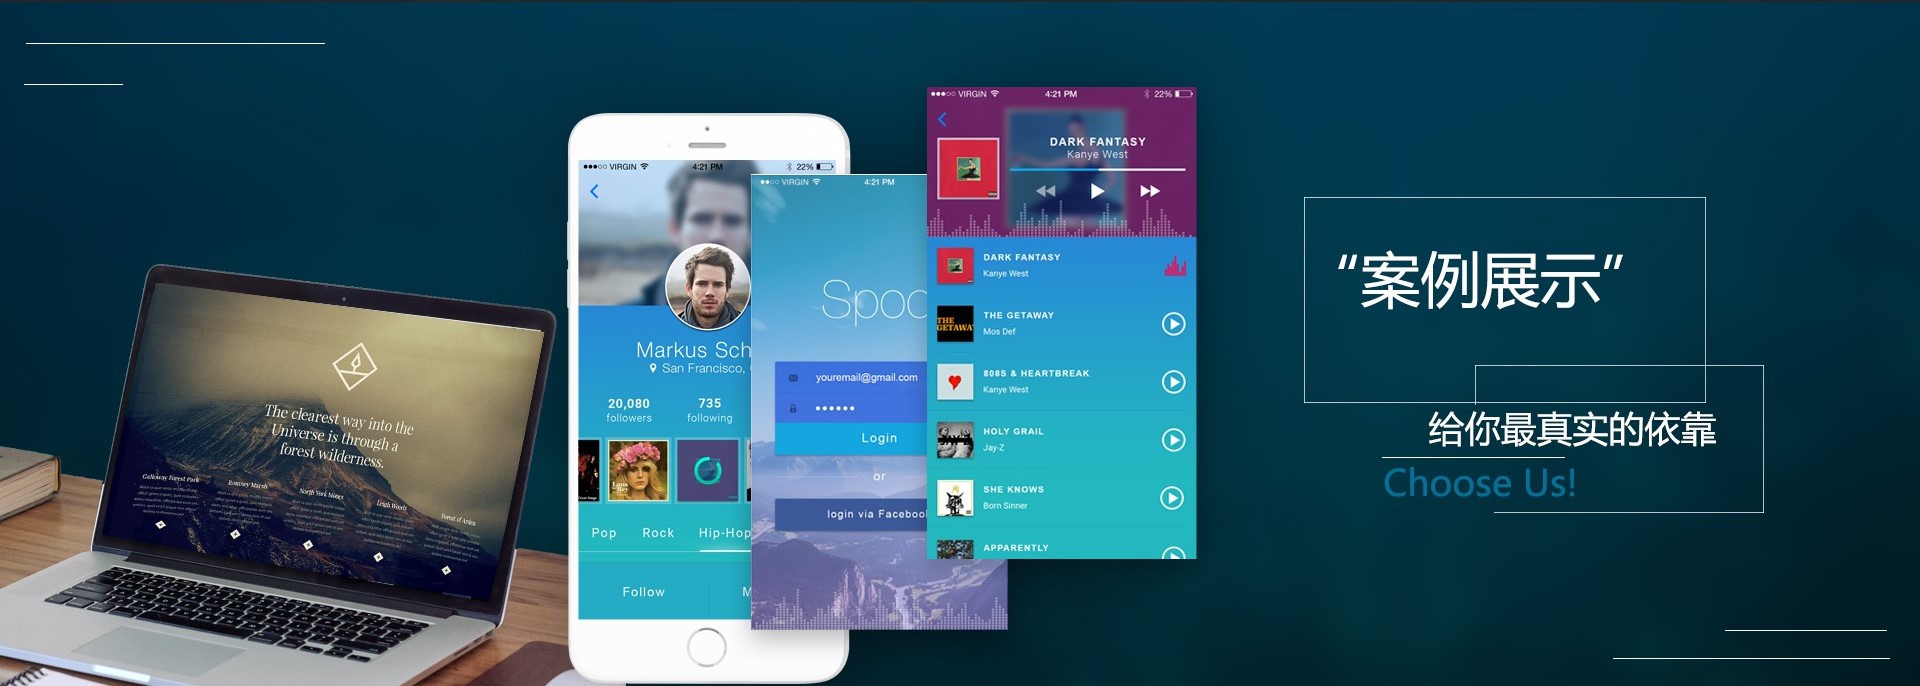 The clearest way into the
Universe is through a
forest wilderness.
Galloway Forest Park
Romney Marsh
North York Moors
Leigh Woods
Forest of Arden
VIRGIN
4:21 PM
22%
Markus Sch
San Francisco,
20,080
followers
735
following
Pop
Rock
Hip-Hop
Follow
M
VIRGIN
4:21 PM
Spoo
youremail@gmail.com
Login
or
login via Facebook
VIRGIN
4:21 PM
22%
DARK FANTASY
Kanye West
DARK FANTASY
Kanye West
THE GETAWAY
Mos Def
808S & HEARTBREAK
Kanye West
HOLY GRAIL
Jay-Z
SHE KNOWS
Born Sinner
APPARENTLY
“案例展示”
给你最真实的依靠
Choose Us!